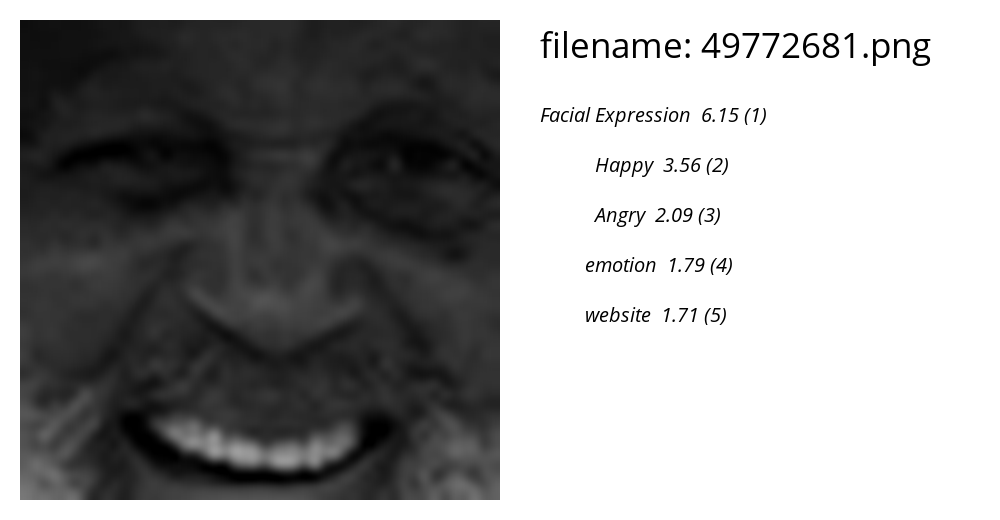 filename: 49772681.png
Facial Expression 6.15 (1)
Happy 3.56 (2)
Angry 2.09 (3)
emotion 1.79 (4)
website 1.71 (5)